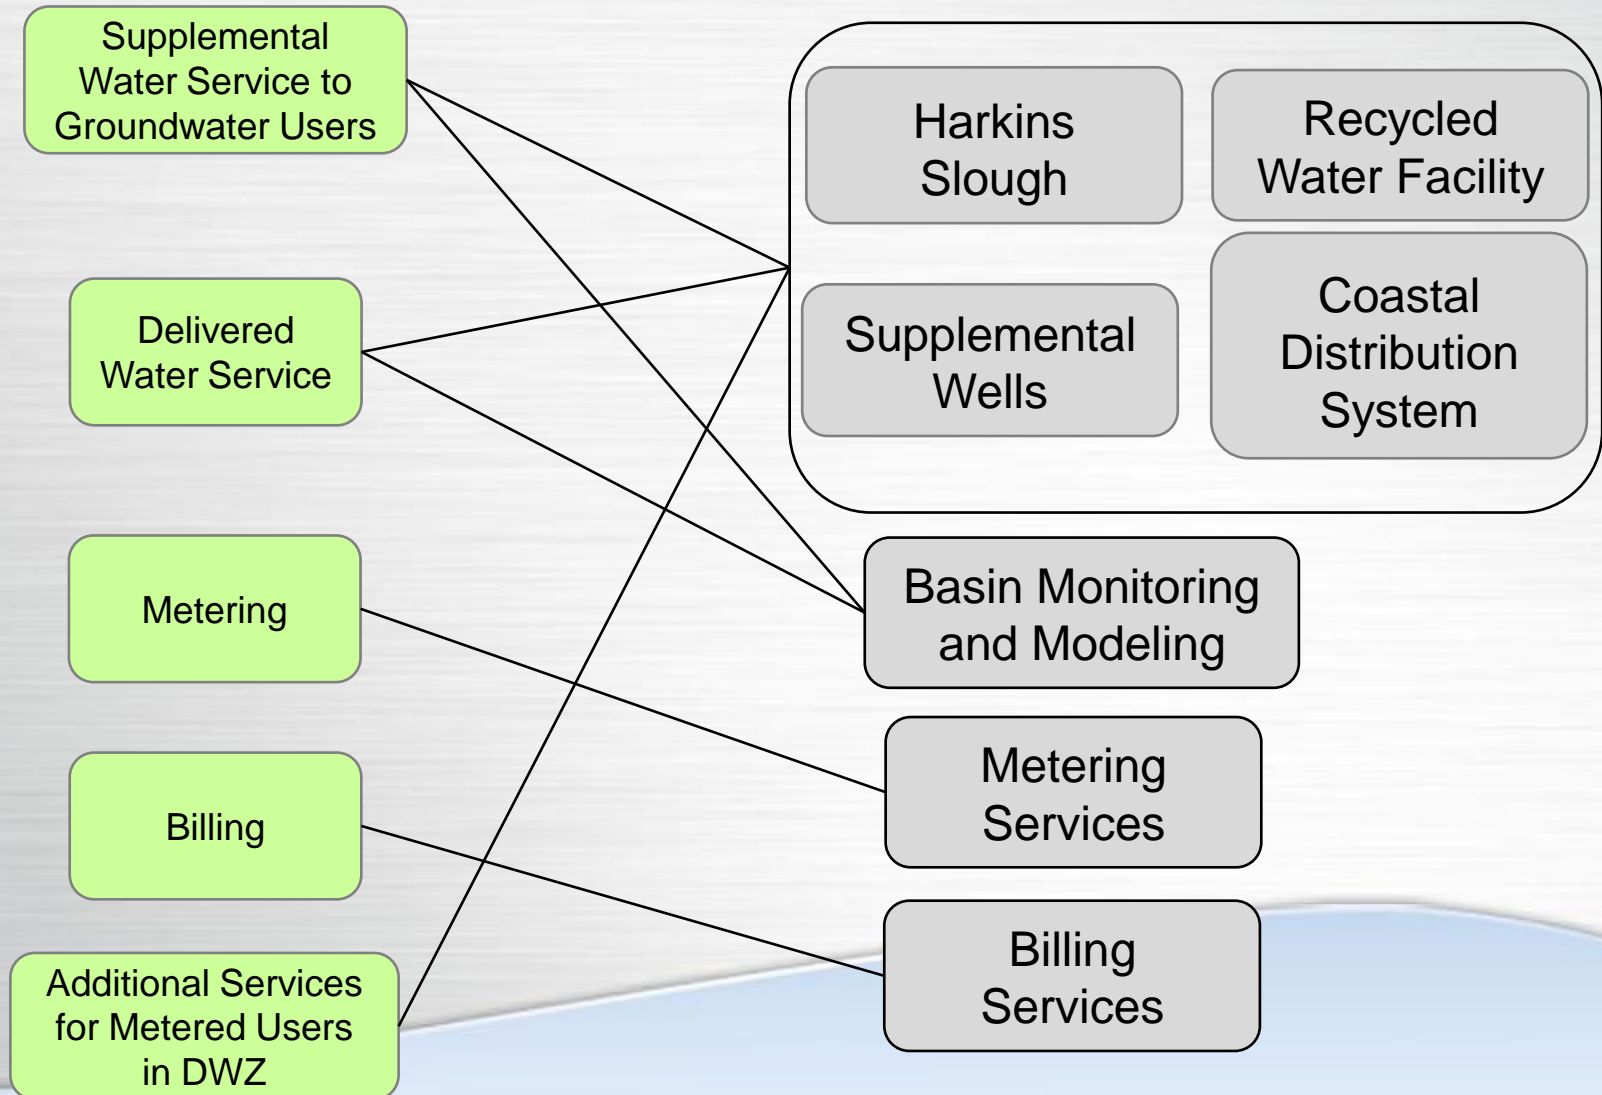 Supplemental
Water Service to
Groundwater Users
Delivered
Water Service
Metering
Billing
Additional Services
for Metered Users
in DWZ
Harkins
Slough
Recycled
Water Facility
Supplemental
Wells
Coastal
Distribution
System
Basin Monitoring
and Modeling
Metering
Services
Billing
Services